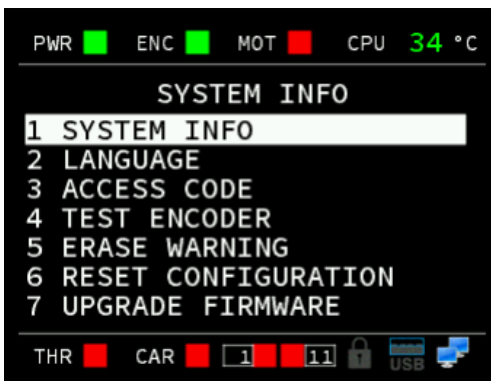 PWR ENC MOT CPU 34 °C
SYSTEM INFO
1 SYSTEM INFO
2 LANGUAGE
3 ACCESS CODE
4 TEST ENCODER
5 ERASE WARNING
6 RESET CONFIGURATION
7 UPGRADE FIRMWARE
THR CAR 1 11 USB